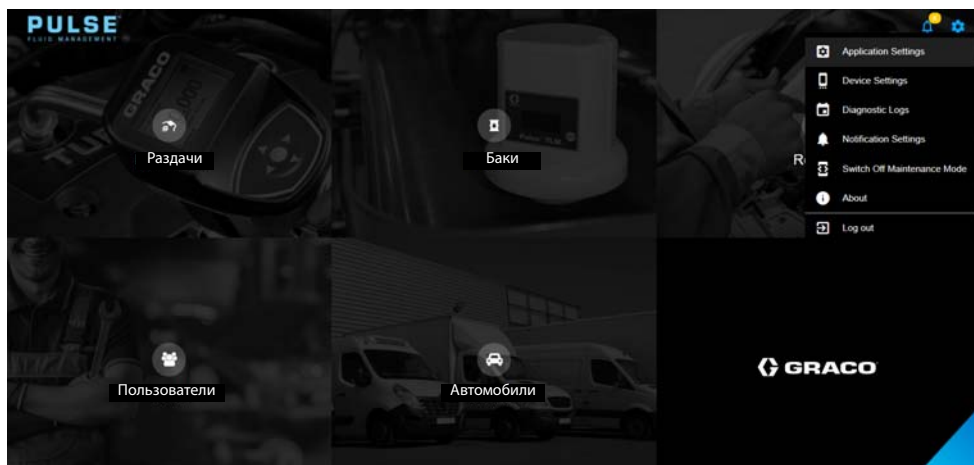 PULSE
FLUID MANAGEMENT
Application Settings
Device Settings
Diagnostic Logs
Notification Settings
Switch Off Maintenance Mode
About
Log out
GRACO
Раздачи
Баки
Пользователи
Автомобили
GRACO